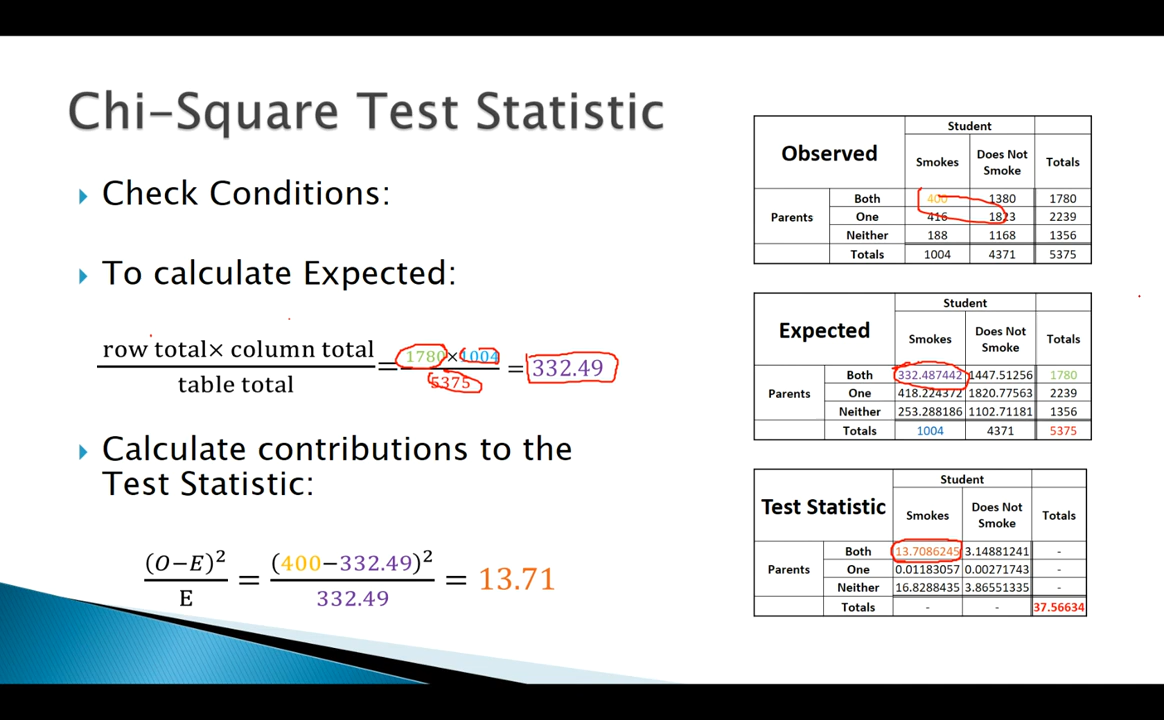 Chi-Square Test Statistic
Check Conditions:
To calculate Expected:
row total× column total
table total
=
1780×1004
5375
= 332.49
Calculate contributions to the
Test Statistic:
(O−E)²
E
=
(400−332.49)²
332.49
= 13.71
Observed
Student
Smokes
Does Not
Smoke
Totals
Parents
Both 400 1380 1780
One 416 1823 2239
Neither 188 1168 1356
Totals 1004 4371 5375
Expected
Student
Smokes
Does Not
Smoke
Totals
Parents
Both 332.487442 1447.51256 1780
One 418.224372 1820.77563 2239
Neither 253.288186 1102.71181 1356
Totals 1004 4371 5375
Test Statistic
Student
Smokes
Does Not
Smoke
Totals
Parents
Both 13.7086245 3.14881241 -
One 0.01183057 0.00271743 -
Neither 16.8288435 3.86551335 -
Totals - - 37.56634